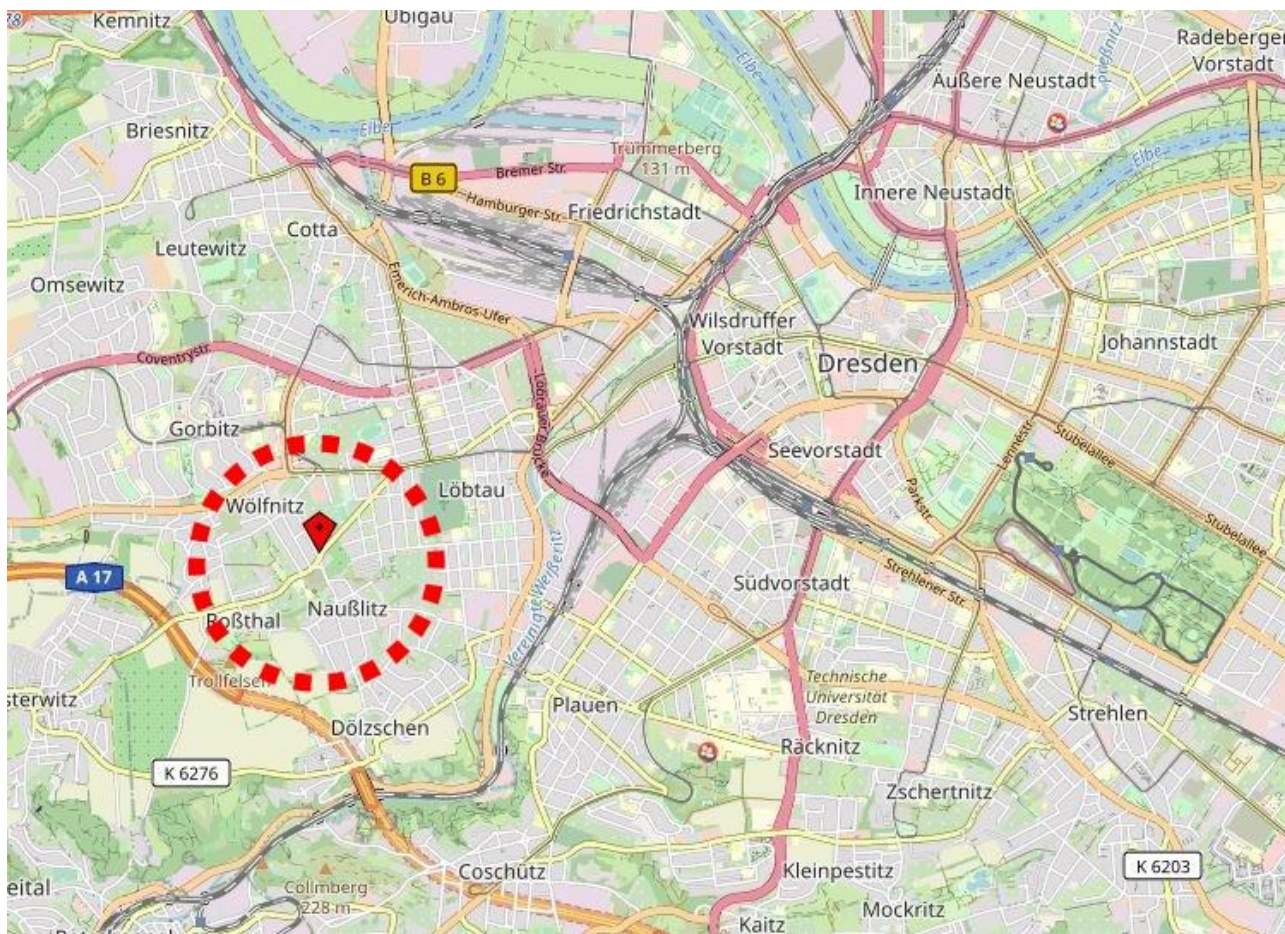 78
Kemnitz
Übigau
Radeberger
Vorstadt
Äußere Neustadt
Prießnitz
Elbe
Briesnitz
Elbe
Trümmerberg
131 m
Elbe
B 6
Bremer Str.
Hamburger Str.
Friedrichstadt
Innere Neustadt
Cotta
Leutewitz
Omsewitz
Emerich-Ambros-Ufer
Wilsdruffer
Vorstadt
Johannstadt
Coventrystr.
Dresden
Löbtauer Brücke
Gorbitz
Seevorstadt
Lennéstr.
Stübelallee
Löbtau
Parkstr.
Wölfnitz
Stübelallee
A 17
Vereinigte Weißeritz
Südvorstadt
Strehlener Str.
Naußlitz
Roßthal
Trollfelsen
Technische
Universität
Dresden
sterwitz
Plauen
Strehlen
Dölzschen
Räcknitz
K 6276
Zschertnitz
Coschütz
Kleinpestitz
K 6203
eital
Collmberg
228 m
Mockritz
Kaitz